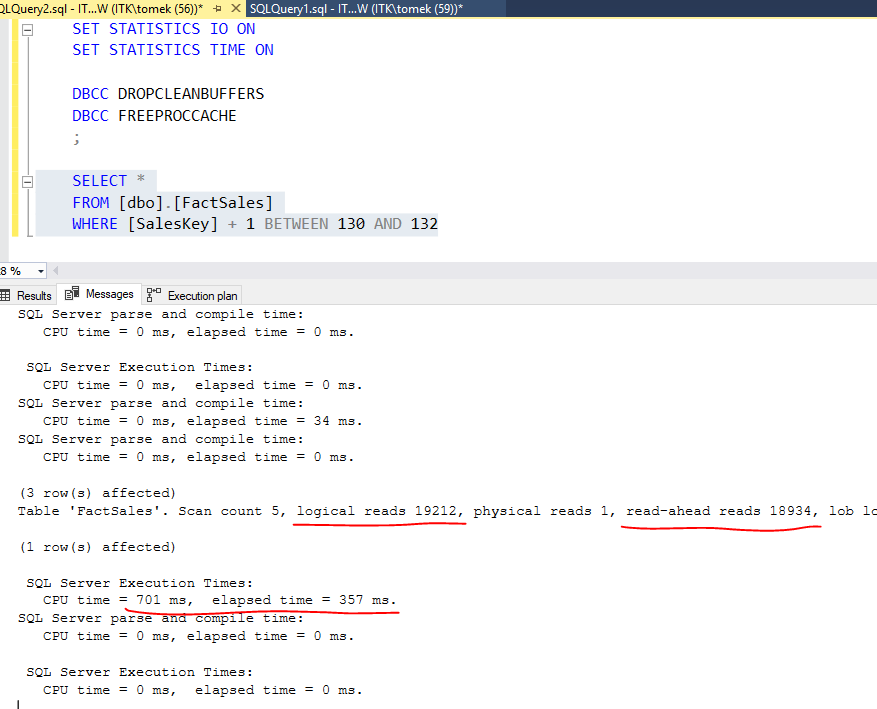 QLQuery2.sql - IT...W (ITK\tomek (56))* SQLQuery1.sql - IT...W (ITK\tomek (59))*
SET STATISTICS IO ON
SET STATISTICS TIME ON
DBCC DROPCLEANBUFFERS
DBCC FREEPROCCACHE
;
SELECT *
FROM [dbo].[FactSales]
WHERE [SalesKey] + 1 BETWEEN 130 AND 132
8 %
Results Messages Execution plan
SQL Server parse and compile time:
CPU time = 0 ms, elapsed time = 0 ms.
SQL Server Execution Times:
CPU time = 0 ms, elapsed time = 0 ms.
SQL Server parse and compile time:
CPU time = 0 ms, elapsed time = 34 ms.
SQL Server parse and compile time:
CPU time = 0 ms, elapsed time = 0 ms.
(3 row(s) affected)
Table 'FactSales'. Scan count 5, logical reads 19212, physical reads 1, read-ahead reads 18934, lob lo
(1 row(s) affected)
SQL Server Execution Times:
CPU time = 701 ms, elapsed time = 357 ms.
SQL Server parse and compile time:
CPU time = 0 ms, elapsed time = 0 ms.
SQL Server Execution Times:
CPU time = 0 ms, elapsed time = 0 ms.